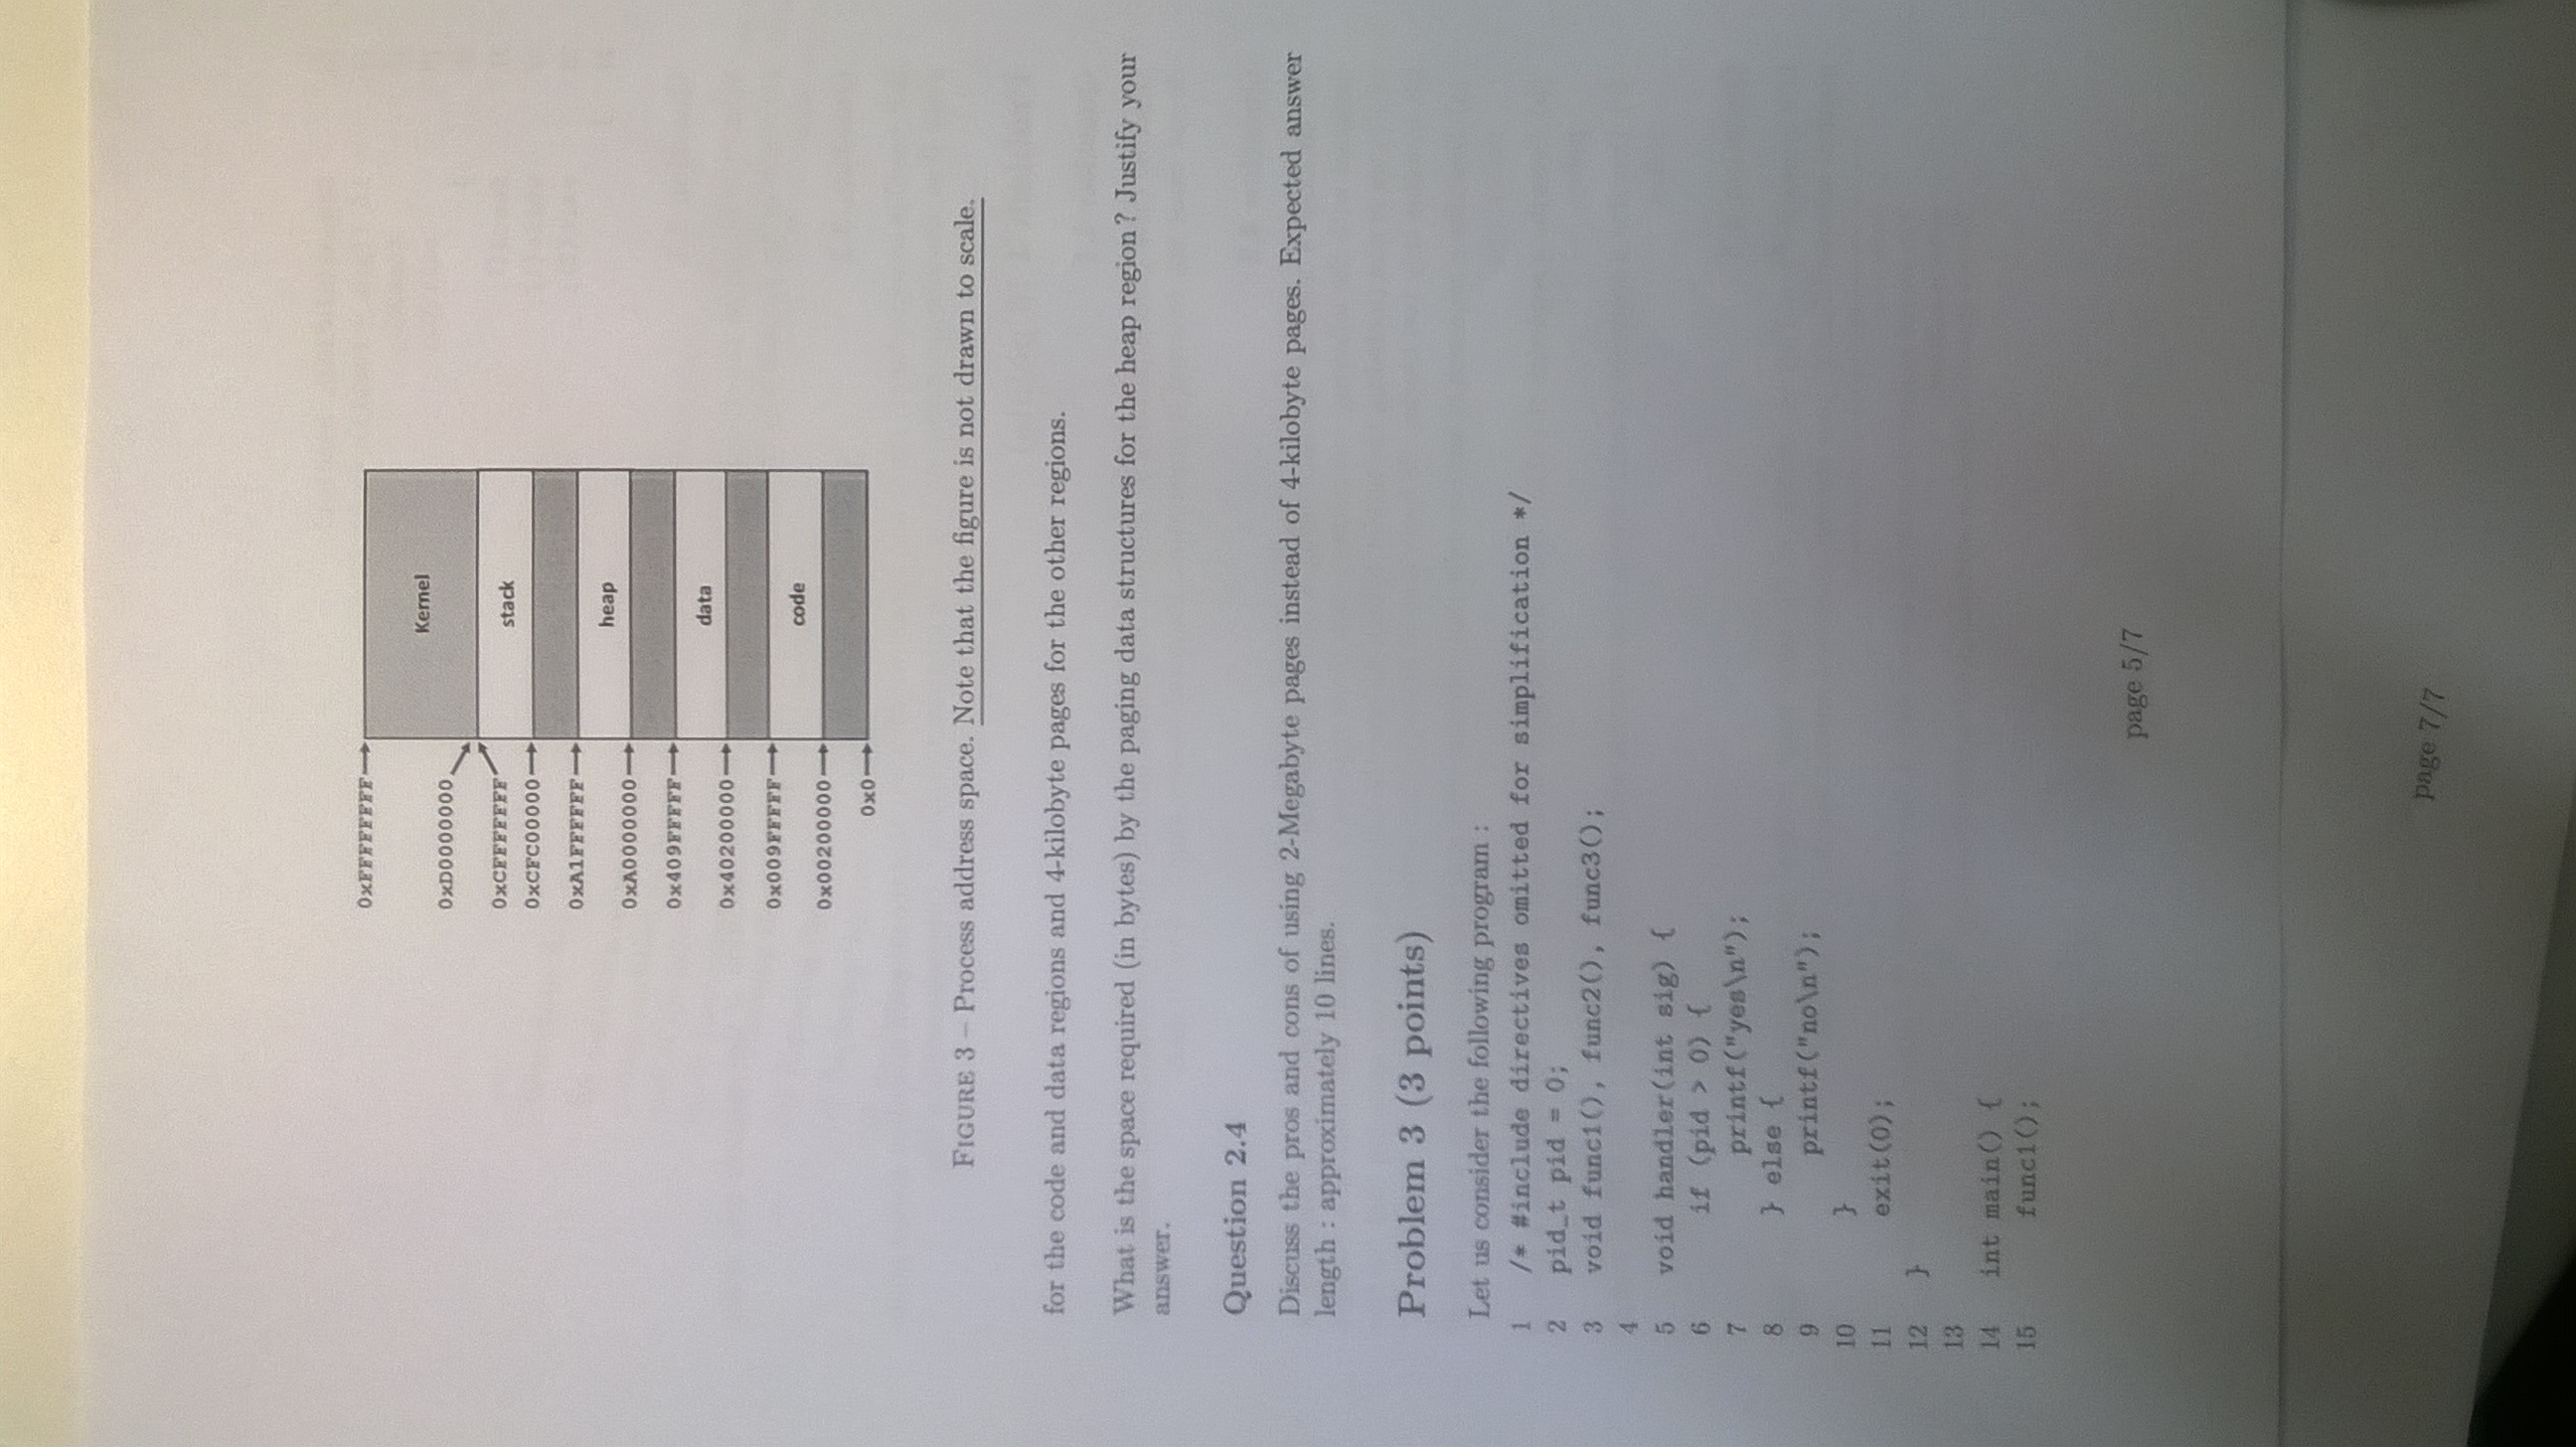 0xFFFFFFFF
Kernel
0xD0000000
0xCFFFFFFF
stack
0xCFC00000
0xA1FFFFFF
heap
0xA0000000
0x409FFFFF
data
0x40200000
0x009FFFFF
code
0x00200000
0x0
FIGURE 3 – Process address space. Note that the figure is not drawn to scale.
for the code and data regions and 4-kilobyte pages for the other regions.
What is the space required (in bytes) by the paging data structures for the heap region ? Justify your
answer.
Question 2.4
Discuss the pros and cons of using 2-Megabyte pages instead of 4-kilobyte pages. Expected answer
length : approximately 10 lines.
Problem 3 (3 points)
Let us consider the following program :
1 /* #include directives omitted for simplification */
2 pid_t pid = 0;
3 void func1(), func2(), func3();
4
5 void handler(int sig) {
6 if (pid > 0) {
7 printf("yes\n");
8 } else {
9 printf("no\n");
10 }
11 exit(0);
12 }
13
14 int main() {
15 func1();
page 5/7
page 7/7